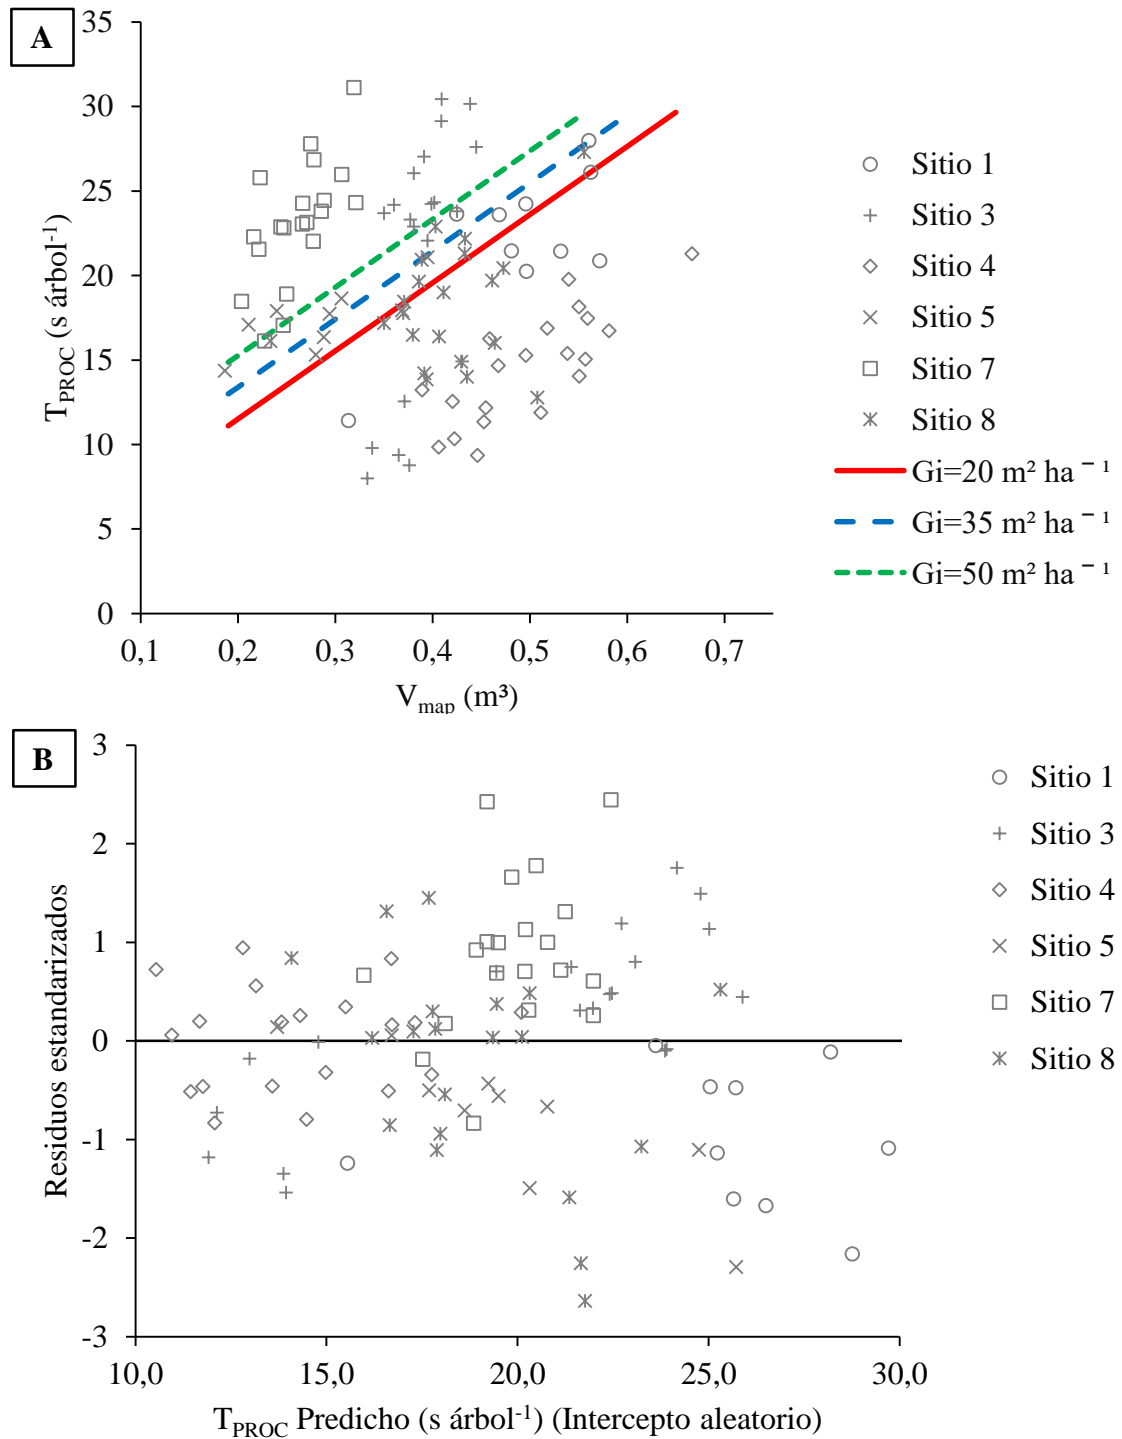 A
35
30
25
20
15
10
5
0
T_PROC (s árbol⁻¹)
0,1 0,2 0,3 0,4 0,5 0,6 0,7
V_map (m³)
Sitio 1
Sitio 3
Sitio 4
Sitio 5
Sitio 7
Sitio 8
Gi=20 m² ha⁻¹
Gi=35 m² ha⁻¹
Gi=50 m² ha⁻¹
B
3
2
1
0
-1
-2
-3
Residuos estandarizados
10,0 15,0 20,0 25,0 30,0
T_PROC Predicho (s árbol⁻¹) (Intercepto aleatorio)
Sitio 1
Sitio 3
Sitio 4
Sitio 5
Sitio 7
Sitio 8